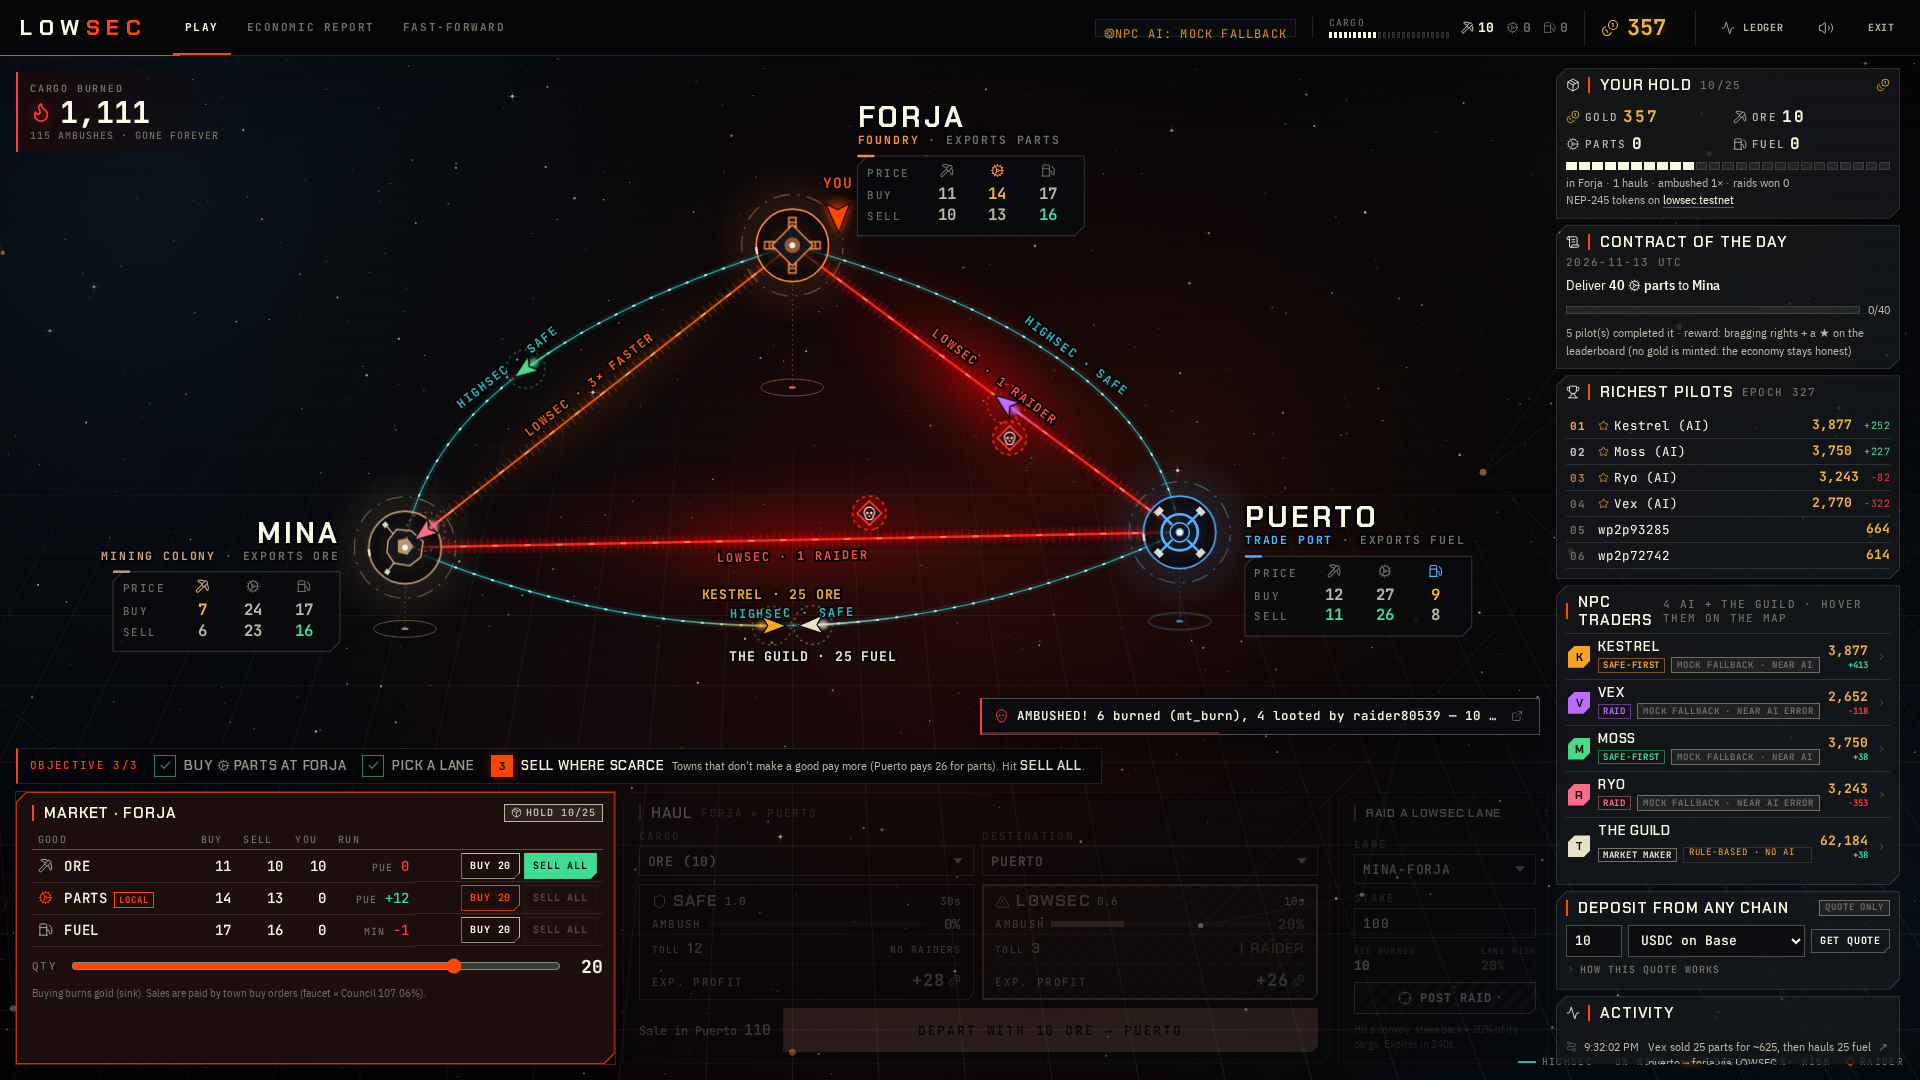 LOWSEC
PLAY
ECONOMIC REPORT
FAST-FORWARD
NPC AI: MOCK FALLBACK
CARGO
10 0 0
357
LEDGER
EXIT
CARGO BURNED
1,111
115 AMBUSHES · GONE FOREVER
FORJA
FOUNDRY · EXPORTS PARTS
PRICE
BUY 11 14 17
SELL 10 13 16
YOU
HIGHSEC · SAFE
LOWSEC · 3× FASTER
LOWSEC · 1 RAIDER
HIGHSEC · SAFE
MINA
MINING COLONY · EXPORTS ORE
PRICE
BUY 7 24 17
SELL 6 23 16
PUERTO
TRADE PORT · EXPORTS FUEL
PRICE
BUY 12 27 9
SELL 11 26 8
LOWSEC · 1 RAIDER
KESTREL · 25 ORE
HIGHSEC · SAFE
THE GUILD · 25 FUEL
AMBUSHED! 6 burned (mt_burn), 4 looted by raider80539 — 10 …
OBJECTIVE 3/3
BUY PARTS AT FORJA
PICK A LANE
3 SELL WHERE SCARCE Towns that don't make a good pay more (Puerto pays 26 for parts). Hit SELL ALL.
MARKET · FORJA
HOLD 10/25
GOOD BUY SELL YOU RUN
ORE 11 10 10 PUE 0 BUY 20 SELL ALL
PARTS LOCAL 14 13 0 PUE +12 BUY 20 SELL ALL
FUEL 17 16 0 MIN -1 BUY 20 SELL ALL
QTY 20
Buying burns gold (sink). Sales are paid by town buy orders (faucet × Council 107.06%).
HAUL FORJA ▸ PUERTO
CARGO
ORE (10)
DESTINATION
PUERTO
SAFE 1.0 30s
AMBUSH 0%
TOLL 12 NO RAIDERS
EXP. PROFIT +28
LOWSEC 0.6 10s
AMBUSH 20%
TOLL 3 1 RAIDER
EXP. PROFIT +26
Sale in Puerto 110
DEPART WITH 10 ORE → PUERTO
RAID A LOWSEC LANE
LANE
MINA-FORJA
STAKE
100
FEE BURNED LANE RISK
10 20%
POST RAID
Hit a convoy: stake back + 20% of its
cargo. Expires in 240s.
YOUR HOLD 10/25
GOLD 357 ORE 10
PARTS 0 FUEL 0
in Forja · 1 hauls · ambushed 1× · raids won 0
NEP-245 tokens on lowsec.testnet
CONTRACT OF THE DAY
2026-11-13 UTC
Deliver 40 parts to Mina
0/40
5 pilot(s) completed it · reward: bragging rights + a ★ on the
leaderboard (no gold is minted: the economy stays honest)
RICHEST PILOTS EPOCH 327
01 Kestrel (AI) 3,877 +252
02 Moss (AI) 3,750 +227
03 Ryo (AI) 3,243 -82
04 Vex (AI) 2,770 -322
05 wp2p93285 664
06 wp2p72742 614
NPC TRADERS
4 AI + THE GUILD · HOVER THEM ON THE MAP
K KESTREL 3,877
SAFE-FIRST MOCK FALLBACK · NEAR AI +413
V VEX 2,652
RAID MOCK FALLBACK · NEAR AI ERROR -118
M MOSS 3,750
SAFE-FIRST MOCK FALLBACK · NEAR AI +38
R RYO 3,243
RAID MOCK FALLBACK · NEAR AI ERROR -353
T THE GUILD 62,184
MARKET MAKER RULE-BASED · NO AI +38
DEPOSIT FROM ANY CHAIN QUOTE ONLY
10 USDC on Base GET QUOTE
HOW THIS QUOTE WORKS
ACTIVITY
9:32:02 PM Vex sold 25 parts for ~625, then hauls 25 fuel
puerto → forja via LOWSEC
HIGHSEC · 0% RISK RAIDER